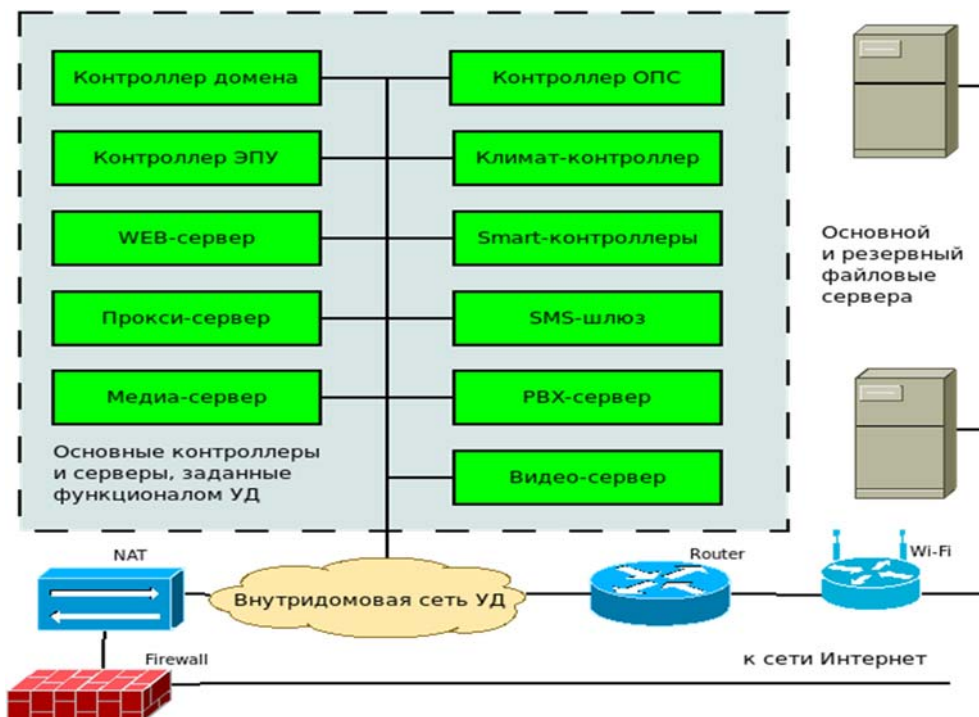 Контроллер домена
Контроллер ОПС
Контроллер ЭПУ
Климат-контроллер
WEB-сервер
Smart-контроллеры
Прокси-сервер
SMS-шлюз
Медиа-сервер
PBX-сервер
Видео-сервер
Основные контроллеры
и серверы, заданные
функционалом УД
Основной
и резервный
файловые
сервера
NAT
Внутридомовая сеть УД
Router
Wi-Fi
Firewall
к сети Интернет